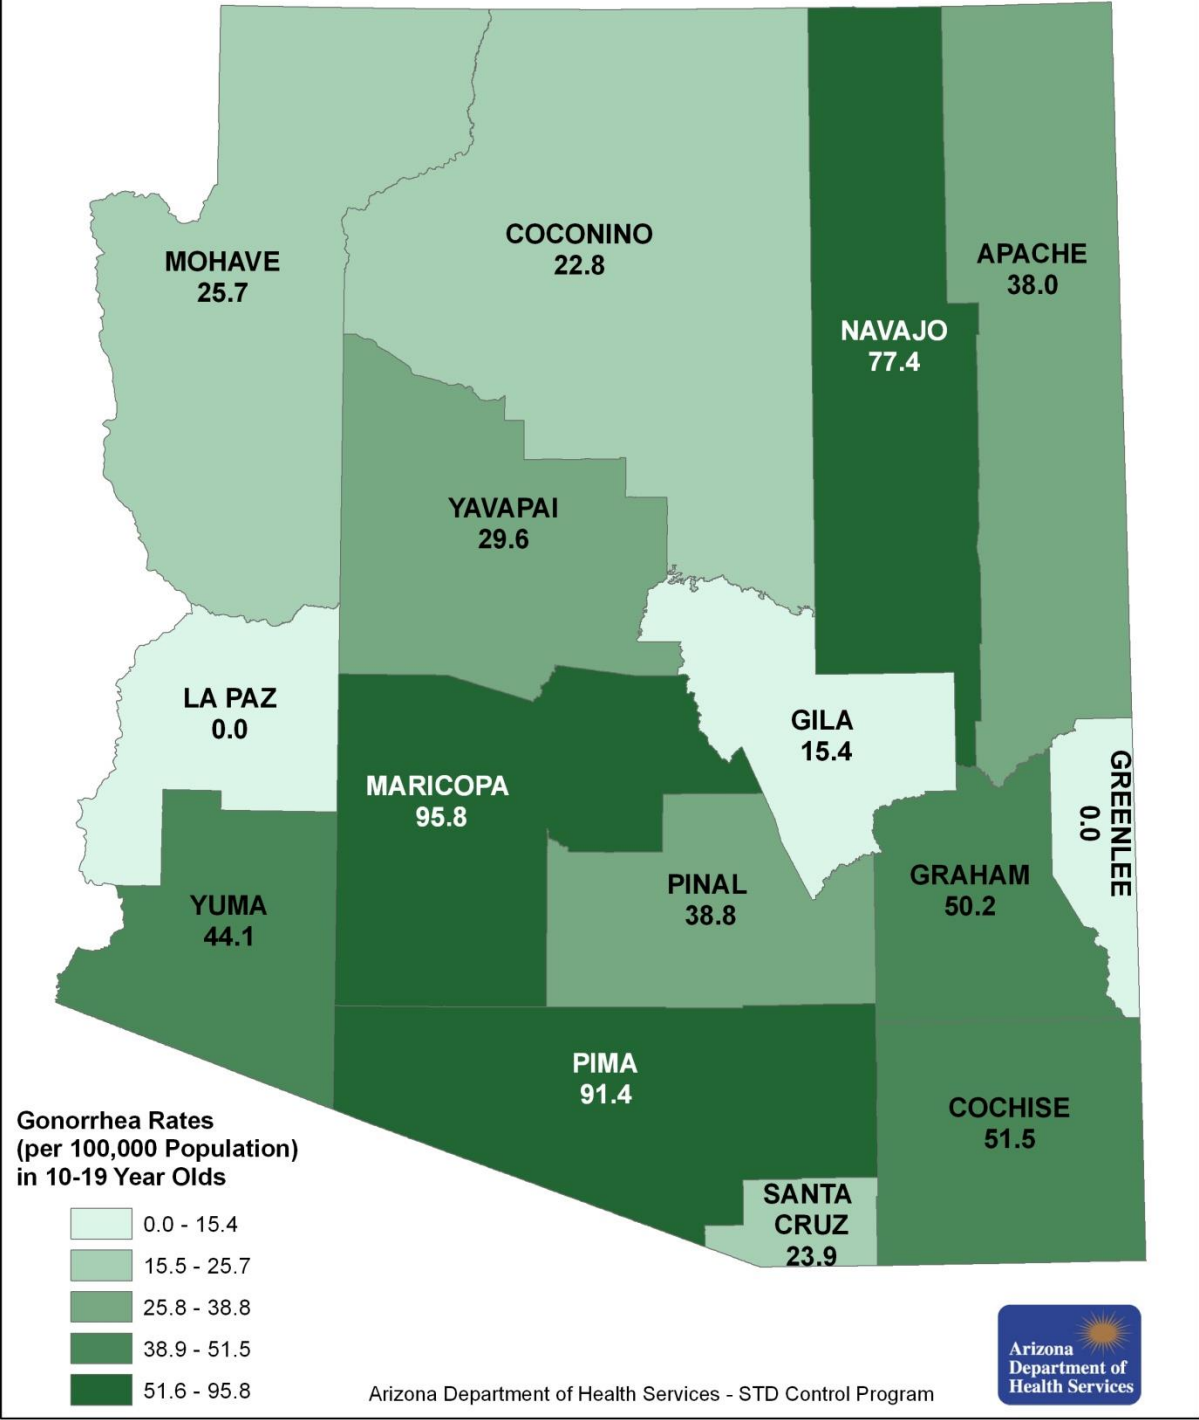 COCONINO
22.8
MOHAVE
25.7
APACHE
38.0
NAVAJO
77.4
YAVAPAI
29.6
LA PAZ
0.0
GILA
15.4
MARICOPA
95.8
GREENLEE
0.0
PINAL
38.8
GRAHAM
50.2
YUMA
44.1
PIMA
91.4
COCHISE
51.5
SANTA
CRUZ
23.9
Gonorrhea Rates
(per 100,000 Population)
in 10-19 Year Olds
0.0 - 15.4
15.5 - 25.7
25.8 - 38.8
38.9 - 51.5
51.6 - 95.8
Arizona Department of Health Services - STD Control Program
Arizona
Department of
Health Services